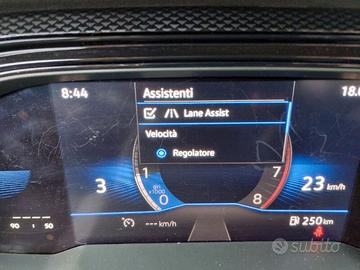 8:44
Assistenti
18.0
Lane Assist
Velocità
Regolatore
3
1
7
23 km
0
8
--- km/h
250 km
90 50
subito